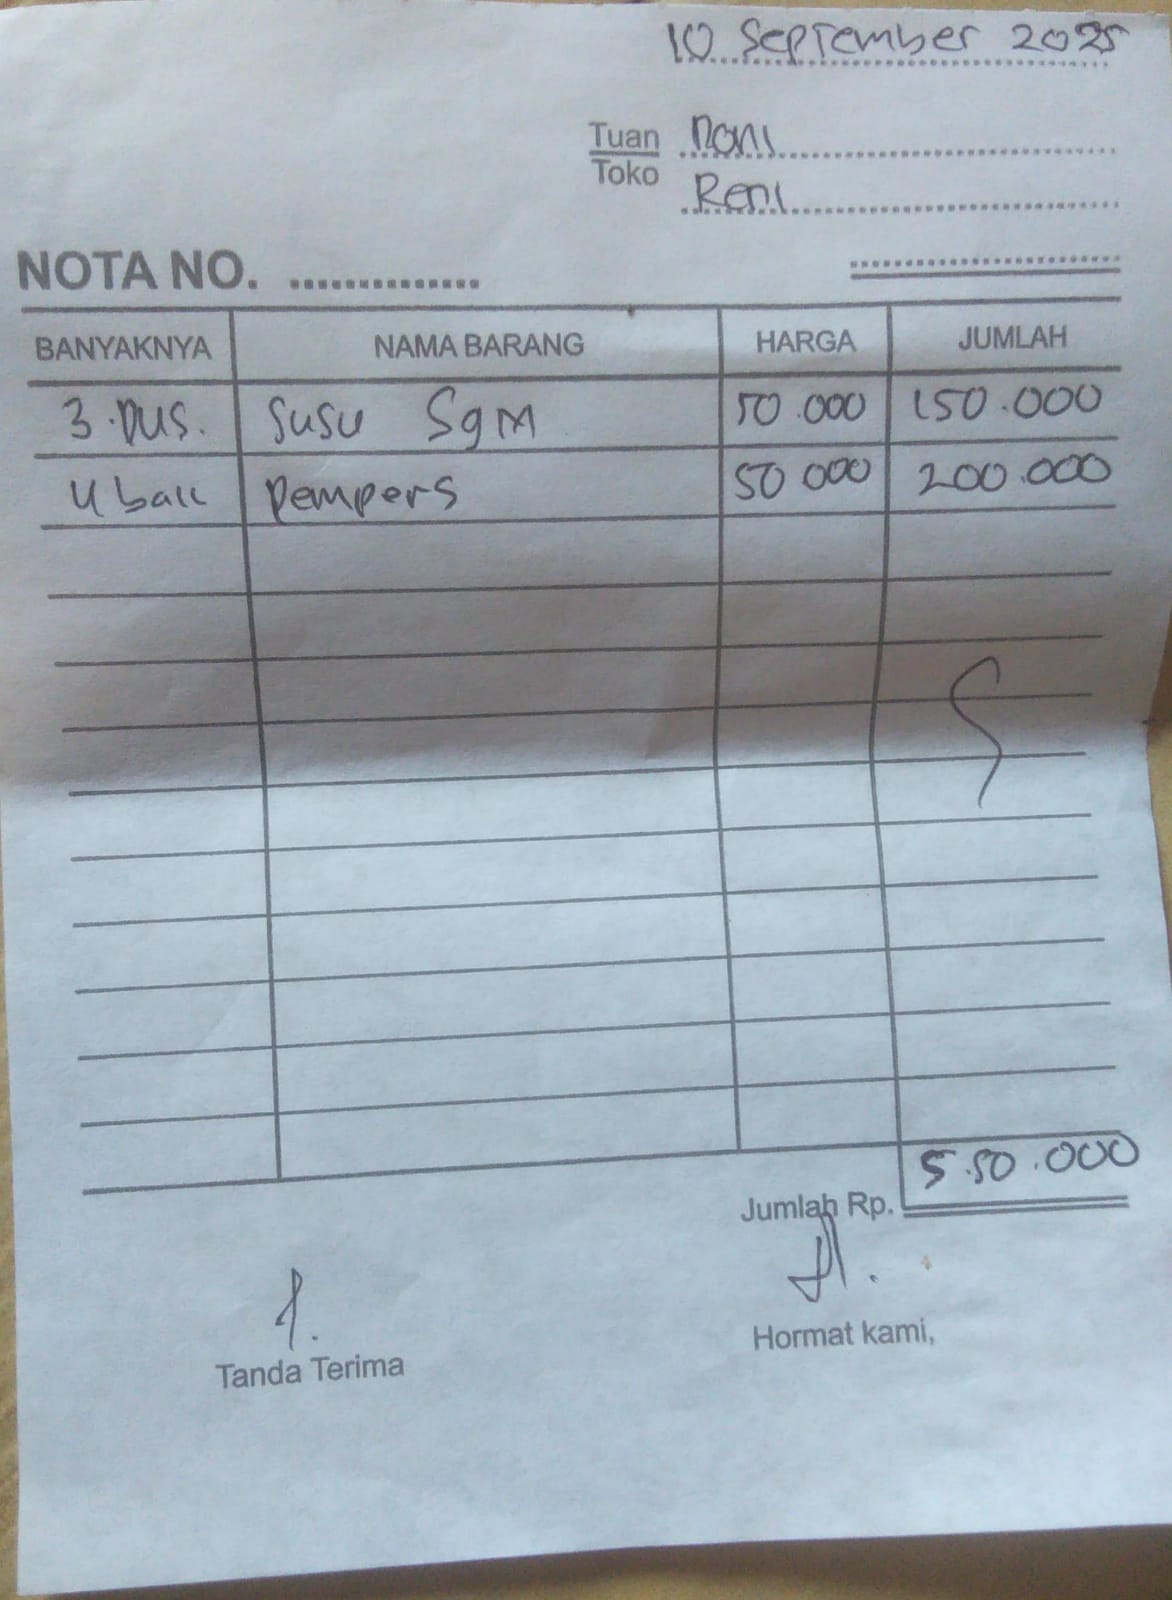 10 September 2025
Tuan Doni
Toko Reni
NOTA NO. ..............
BANYAKNYA NAMA BARANG HARGA JUMLAH
3.DUS. SUSU SgM 50.000 150.000
4 ball Pempers 50 000 200.000
Jumlah Rp. 5.50.000
Tanda Terima Hormat kami,